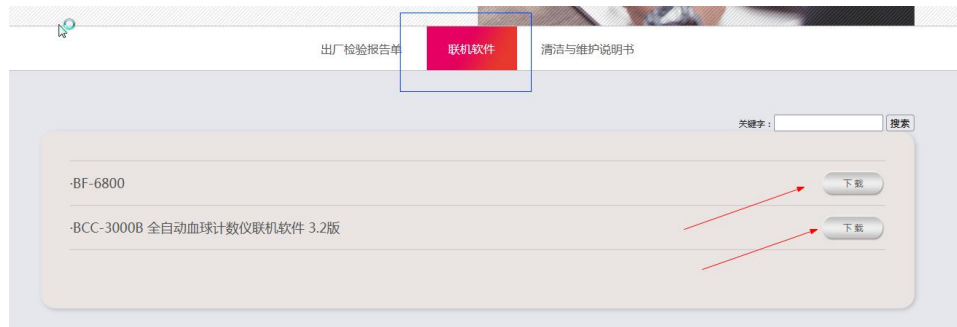 出厂检验报告单 联机软件 清洁与维护说明书
关键字： 搜索
·BF-6800 下载
·BCC-3000B 全自动血球计数仪联机软件 3.2版 下载